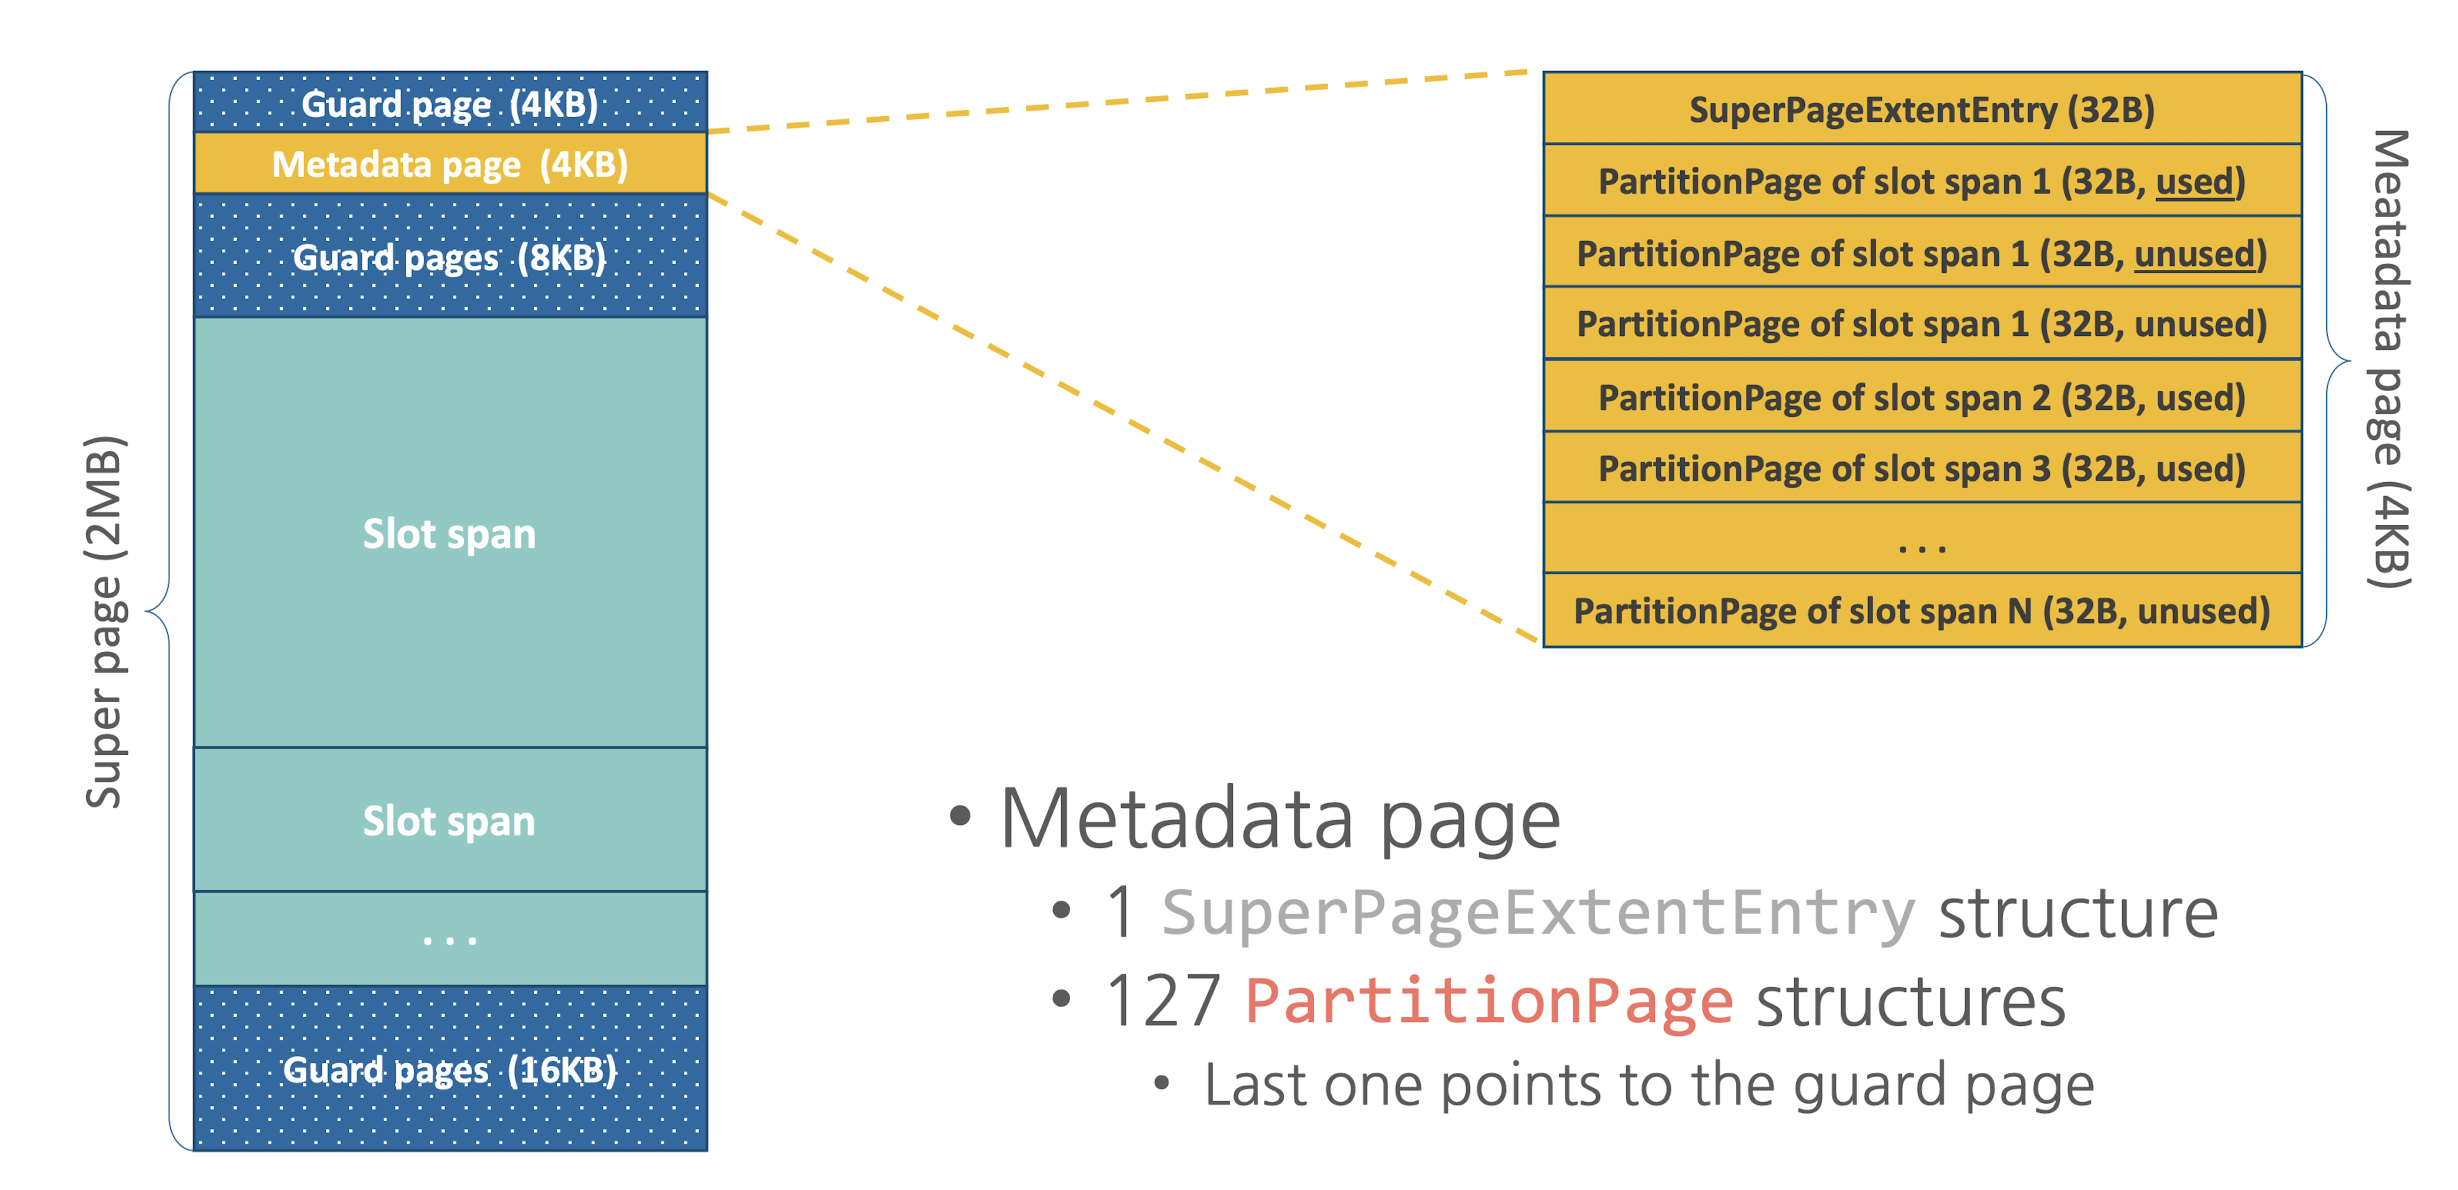 Super page (2MB)
Guard page (4KB)
Metadata page (4KB)
Guard pages (8KB)
Slot span
Slot span
...
Guard pages (16KB)
SuperPageExtentEntry (32B)
PartitionPage of slot span 1 (32B, used)
PartitionPage of slot span 1 (32B, unused)
PartitionPage of slot span 1 (32B, unused)
PartitionPage of slot span 2 (32B, used)
PartitionPage of slot span 3 (32B, used)
...
PartitionPage of slot span N (32B, unused)
Meatadata page (4KB)
• Metadata page
• 1 SuperPageExtentEntry structure
• 127 PartitionPage structures
• Last one points to the guard page